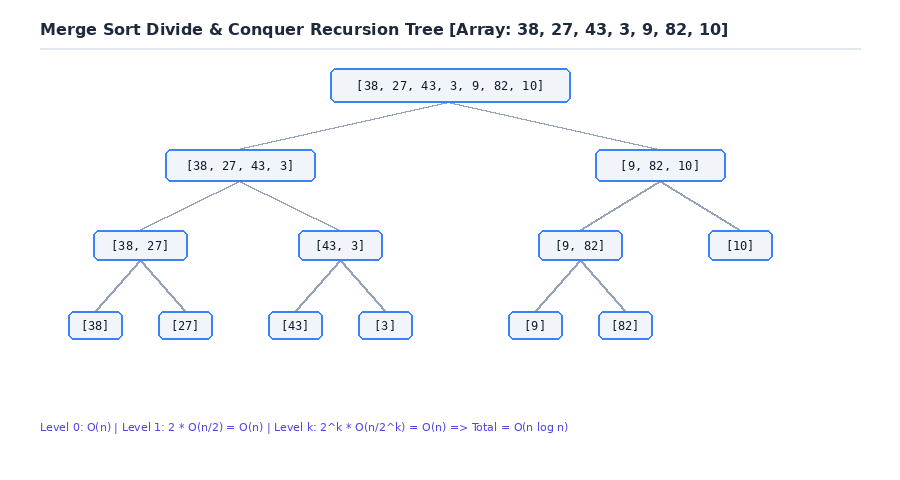 Merge Sort Divide & Conquer Recursion Tree [Array: 38, 27, 43, 3, 9, 82, 10]
[38, 27, 43, 3, 9, 82, 10]
[38, 27, 43, 3] [9, 82, 10]
[38, 27] [43, 3] [9, 82] [10]
[38] [27] [43] [3] [9] [82]
Level 0: O(n) | Level 1: 2 * O(n/2) = O(n) | Level k: 2^k * O(n/2^k) = O(n) => Total = O(n log n)